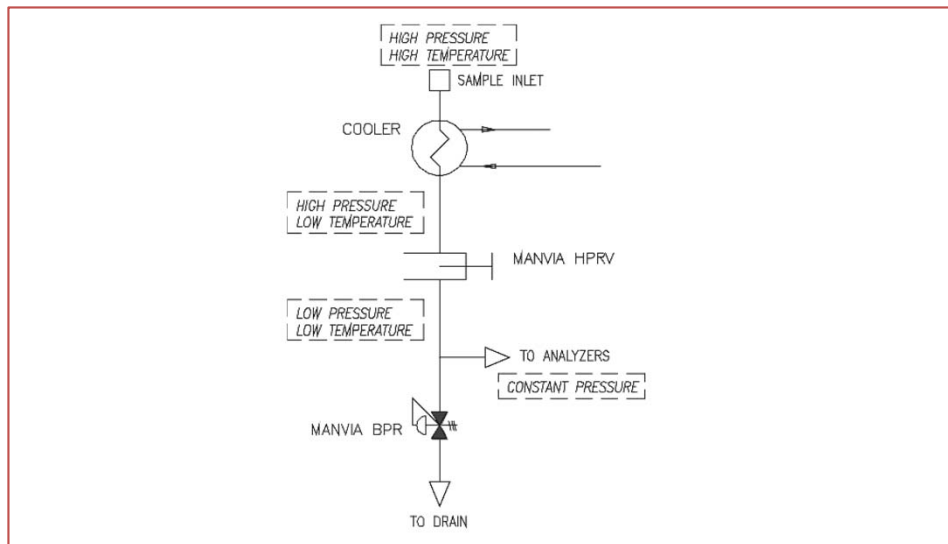 HIGH PRESSURE
HIGH TEMPERATURE
SAMPLE INLET
COOLER
HIGH PRESSURE
LOW TEMPERATURE
MANVIA HPRV
LOW PRESSURE
LOW TEMPERATURE
TO ANALYZERS
CONSTANT PRESSURE
MANVIA BPR
TO DRAIN